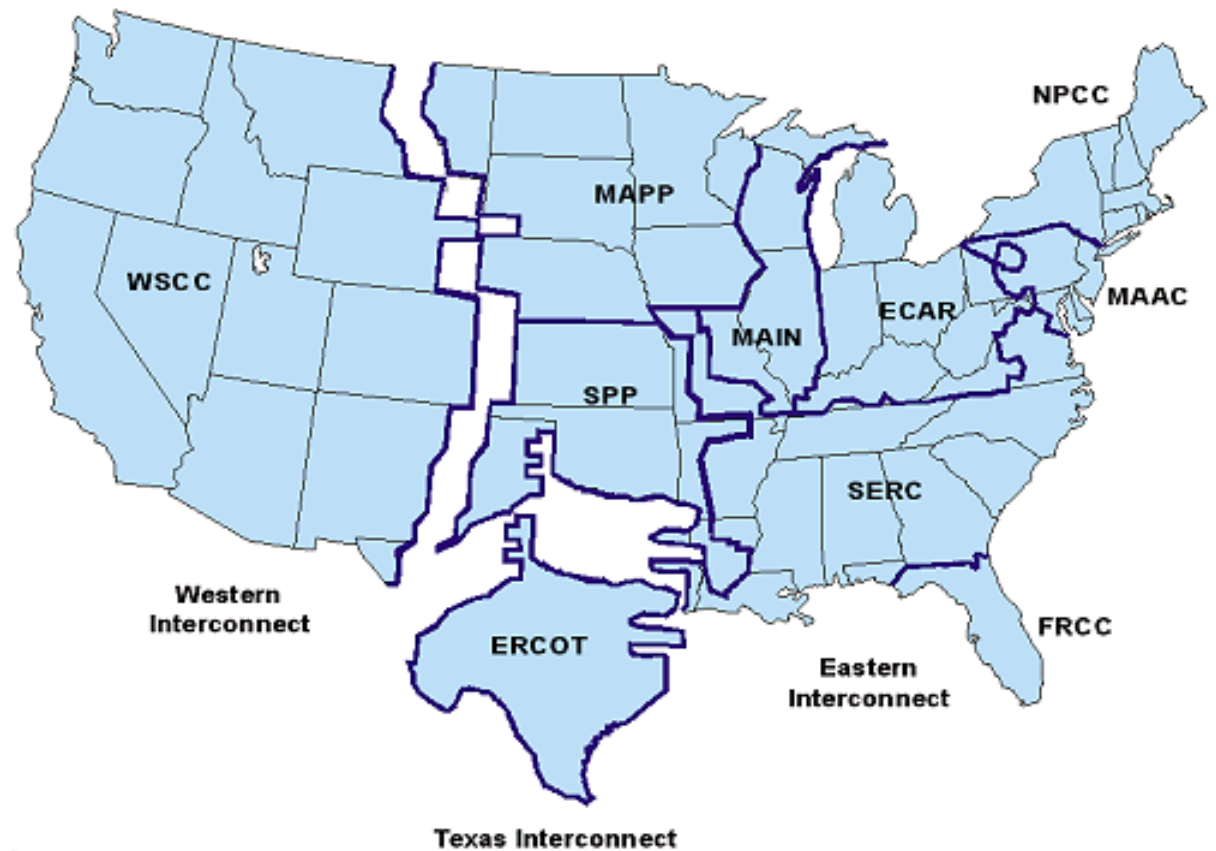 NPCC
MAPP
WSCC
MAAC
ECAR
MAIN
SPP
SERC
Western
Interconnect
FRCC
ERCOT
Eastern
Interconnect
Texas Interconnect